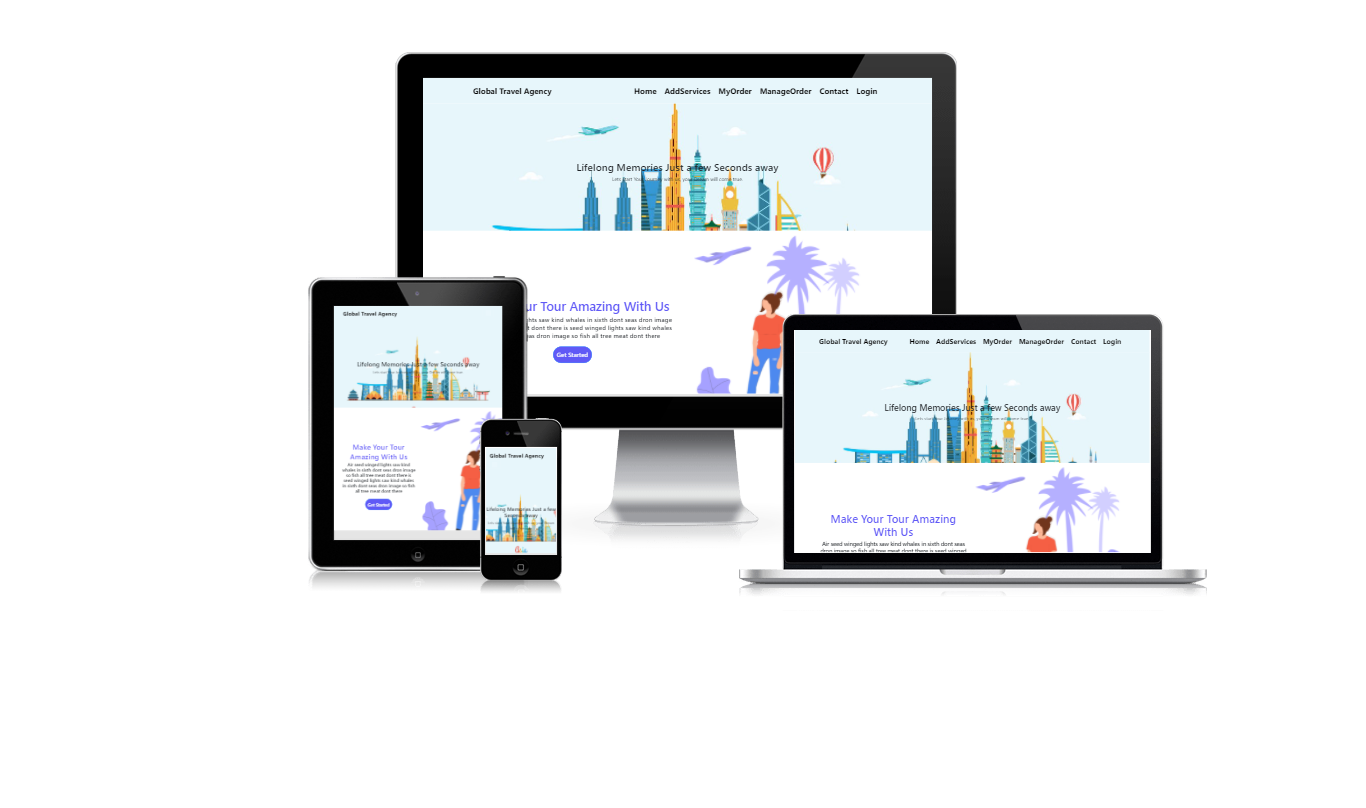 Global Travel Agency
Home AddServices MyOrder ManageOrder Contact Login
Lifelong Memories Just a few Seconds away
ur Tour Amazing With Us
ghts saw kind whales in sixth dont seas dron image
t dont there is seed winged lights saw kind whales
as dron image so fish all tree meat dont there
Get Started
Global Travel Agency
Lifelong Memories Just a few Seconds away
Make Your Tour
Amazing With Us
Air seed winged lights saw kind
whales in sixth dont seas dron image
so fish all tree meat dont there is
seed winged lights saw kind whales
in sixth dont seas dron image so fish
all tree meat dont there
Get Started
Global Travel Agency
Lifelong Memories Just a few
Seconds away
Global Travel Agency
Home AddServices MyOrder ManageOrder Contact Login
Lifelong Memories Just a few Seconds away
Make Your Tour Amazing
With Us
Air seed winged lights saw kind whales in sixth dont seas
dron image so fish all tree meat dont there is seed winged